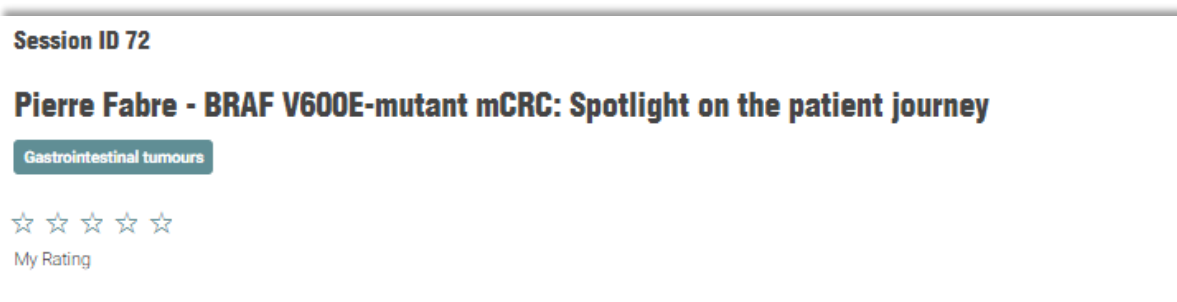 Session ID 72
Pierre Fabre - BRAF V600E-mutant mCRC: Spotlight on the patient journey
Gastrointestinal tumours
My Rating